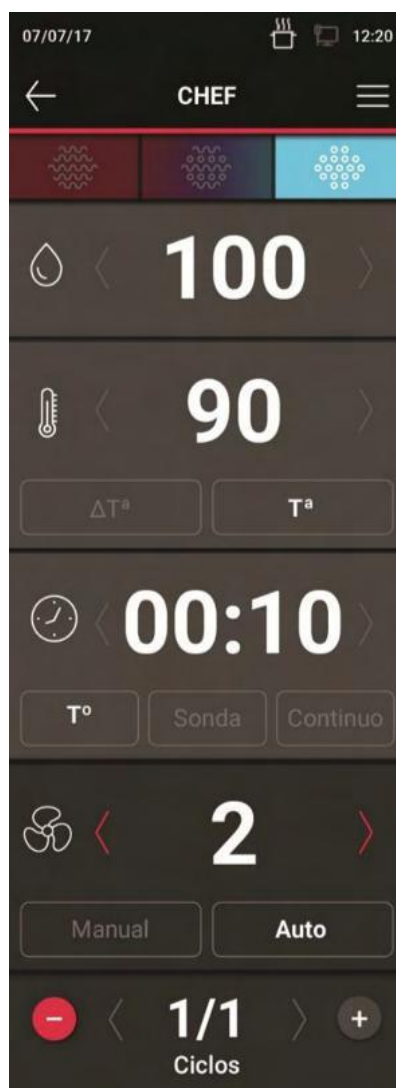 07/07/17 12:20
CHEF
100
90
ΔTª Tª
00:10
Tº Sonda Continuo
2
Manual Auto
- 1/1 +
Ciclos